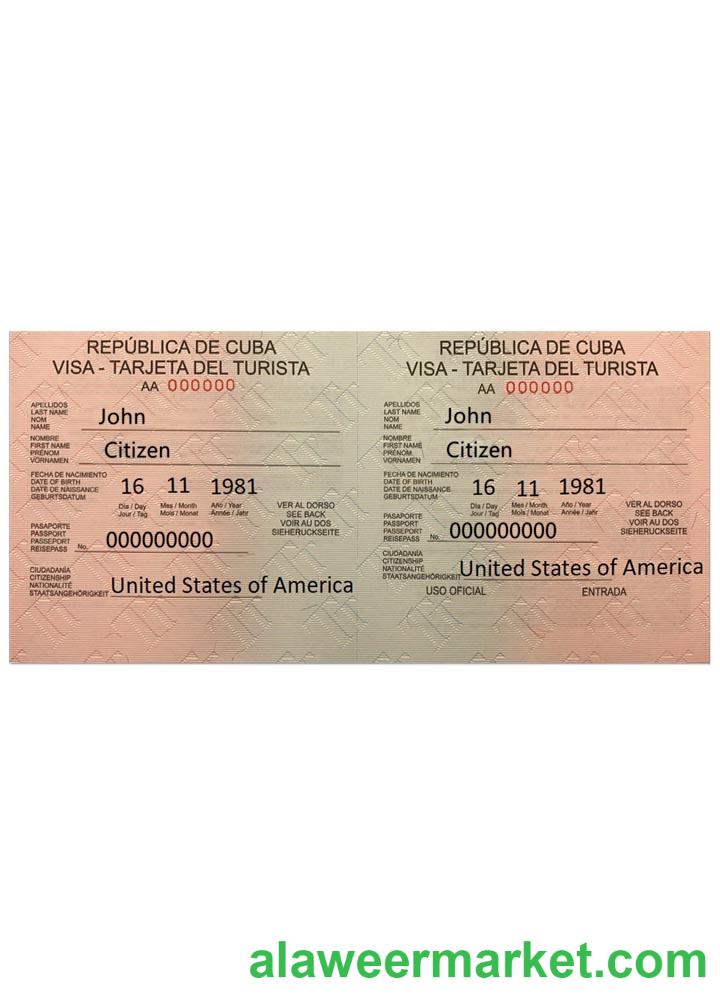 REPÚBLICA DE CUBA
VISA - TARJETA DEL TURISTA
AA 000000
APELLIDOS
LAST NAME
NOM
NAME
John
NOMBRE
FIRST NAME
PRÉNOM
VÖRNAMEN
Citizen
FECHA DE NACIMIENTO
DATE OF BIRTH
DATE DE NAISSANCE
GEBURTSDATUM
16 11 1981
Día / Day Mes / Month Año / Year
Jour / Tag Mois / Monat Année / Jahr
VER AL DORSO
SEE BACK
VOIR AU DOS
SIEHERUCKSEITE
PASAPORTE
PASSPORT
PASSEPORT
REISEPASS
No. 000000000
CIUDADANÍA
CITIZENSHIP
NATIONALITÉ
STAATSANGEHÖRIGKEIT
United States of America
REPÚBLICA DE CUBA
VISA - TARJETA DEL TURISTA
AA 000000
APELLIDOS
LAST NAME
NOM
NAME
John
NOMBRE
FIRST NAME
PRÉNOM
VÖRNAMEN
Citizen
FECHA DE NACIMIENTO
DATE OF BIRTH
DATE DE NAISSANCE
GEBURTSDATUM
16 11 1981
Día / Day Mes / Month Año / Year
Jour / Tag Mois / Monat Année / Jahr
VER AL DORSO
SEE BACK
VOIR AU DOS
SIEHERUCKSEITE
PASAPORTE
PASSPORT
PASSEPORT
REISEPASS
No. 000000000
CIUDADANÍA
CITIZENSHIP
NATIONALITÉ
STAATSANGEHÖRIGKEIT
United States of America
USO OFICIAL ENTRADA
alaweermarket.com